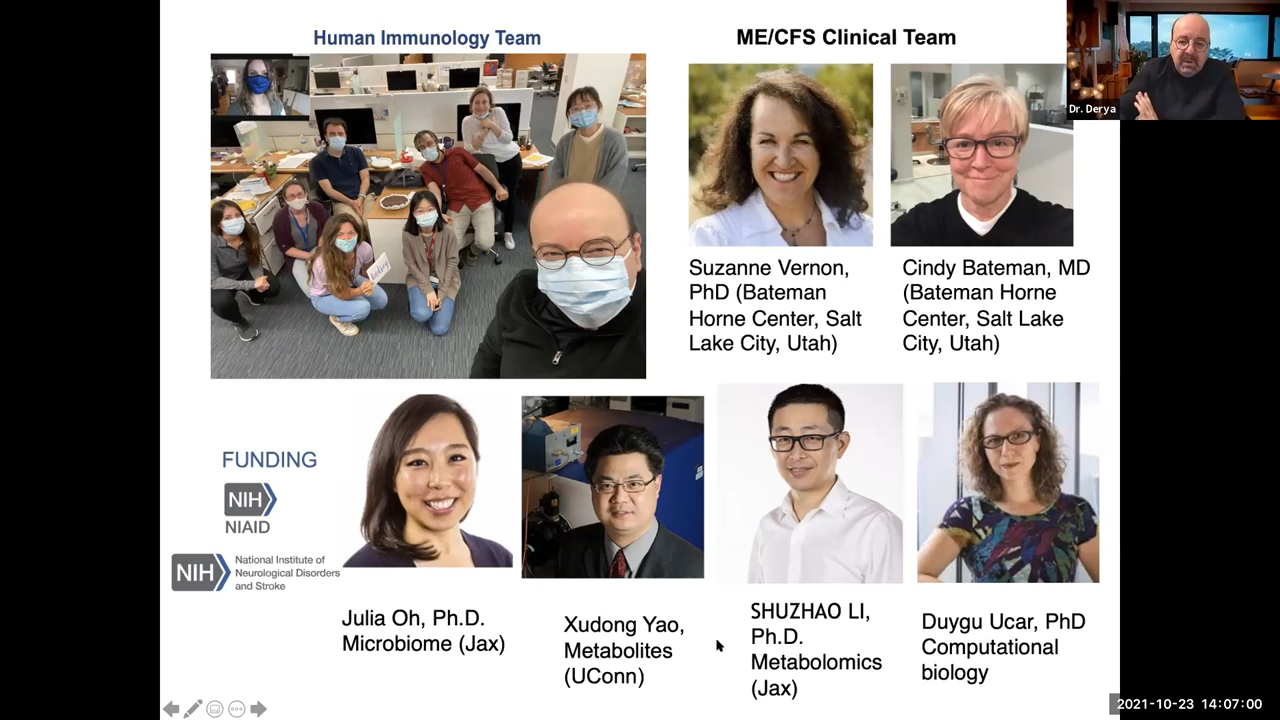 Human Immunology Team
ME/CFS Clinical Team
Dr. Derya
Suzanne Vernon,
PhD (Bateman
Horne Center, Salt
Lake City, Utah)
Cindy Bateman, MD
(Bateman Horne
Center, Salt Lake
City, Utah)
FUNDING
NIH
NIAID
NIH
National Institute of
Neurological Disorders
and Stroke
Julia Oh, Ph.D.
Microbiome (Jax)
Xudong Yao,
Metabolites
(UConn)
SHUZHAO LI,
Ph.D.
Metabolomics
(Jax)
Duygu Ucar, PhD
Computational
biology
2021-10-23 14:07:00